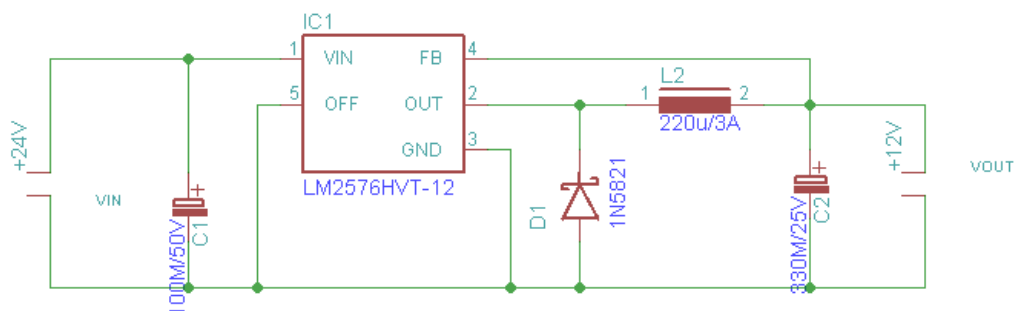 IC1
1 VIN FB 4
5 OFF OUT 2
GND 3
LM2576HVT-12
L2
1 2
220u/3A
+24V
VIN
+
C1
100M/50V
D1
1N5821
+
C2
330M/25V
+12V
VOUT